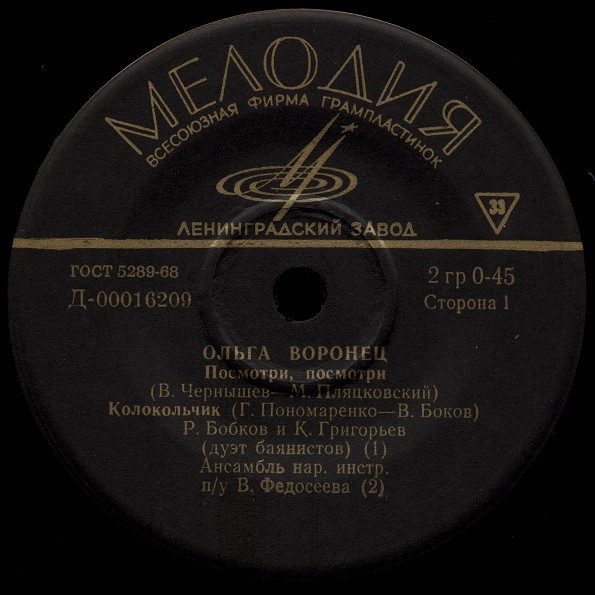 МЕЛОДИЯ
ВСЕСОЮЗНАЯ ФИРМА ГРАМПЛАСТИНОК
33
ЛЕНИНГРАДСКИЙ ЗАВОД
ГОСТ 5289-68
2 гр 0-45
Д-00016209
Сторона 1
ОЛЬГА ВОРОНЕЦ
Посмотри, посмотри
(В. Чернышев—М. Пляцковский)
Колокольчик (Г. Пономаренко—В. Боков)
Р. Бобков и К. Григорьев
(дуэт баянистов) (1)
Ансамбль нар. инстр.
п/у В. Федосеева (2)